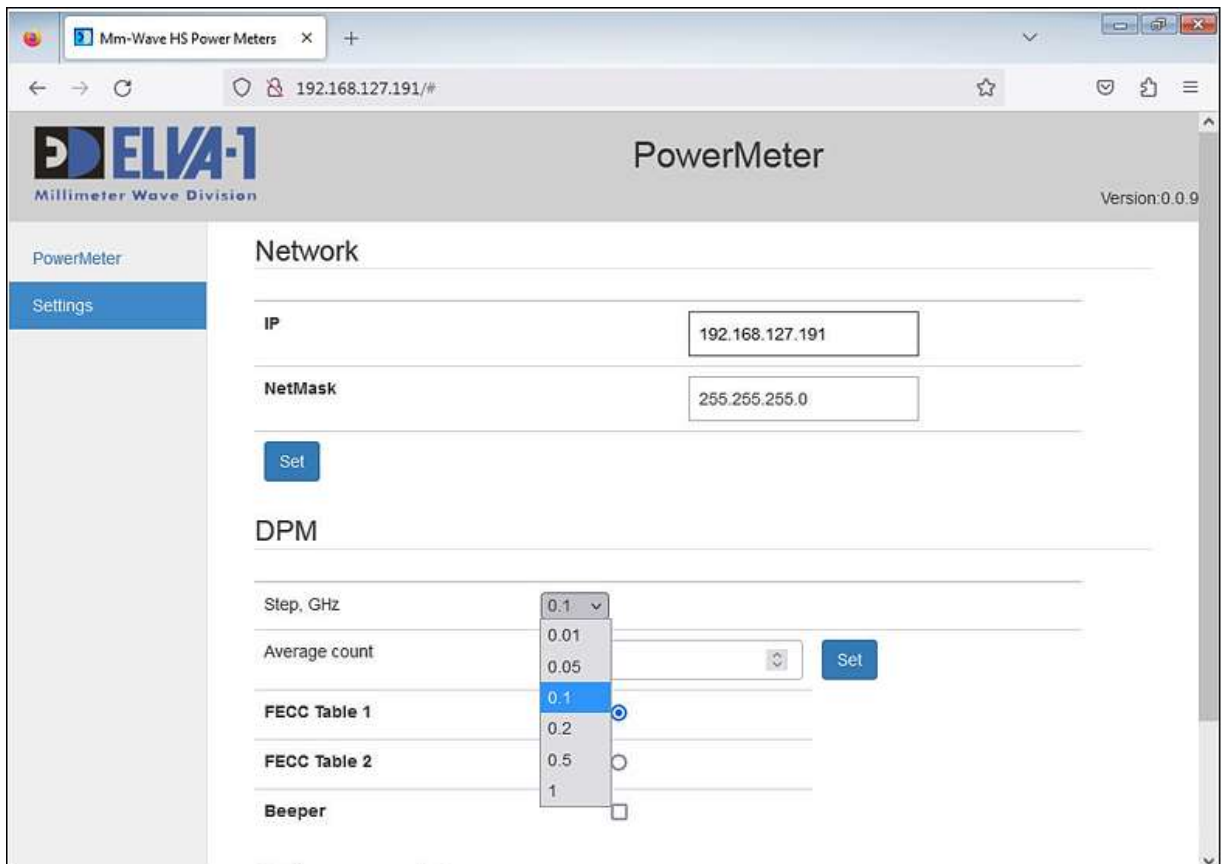 Mm-Wave HS Power Meters
192.168.127.191/#
ELVA-1
Millimeter Wave Division
PowerMeter
Version:0.0.9
PowerMeter
Settings
Network
IP
192.168.127.191
NetMask
255.255.255.0
Set
DPM
Step, GHz
0.1
0.01
0.05
0.1
0.2
0.5
1
Average count
Set
FECC Table 1
FECC Table 2
Beeper